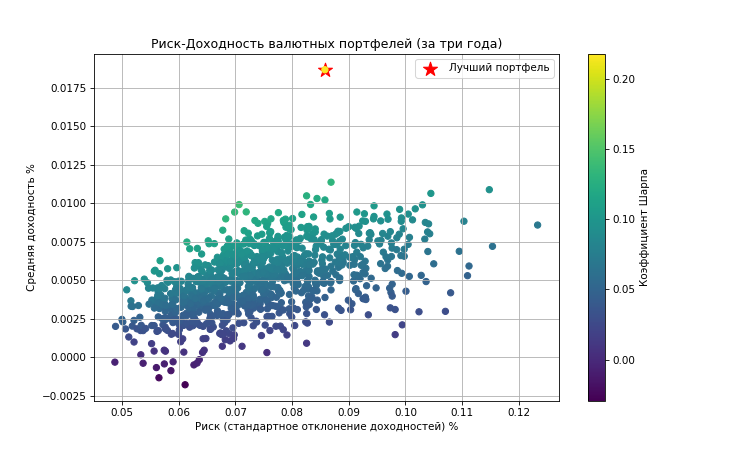 Риск-Доходность валютных портфелей (за три года)
Лучший портфель
0.0175
0.0150
0.0125
0.0100
0.0075
0.0050
0.0025
0.0000
−0.0025
Средняя доходность %
0.05 0.06 0.07 0.08 0.09 0.10 0.11 0.12
Риск (стандартное отклонение доходностей) %
0.20
0.15
0.10
0.05
0.00
Коэффициент Шарпа